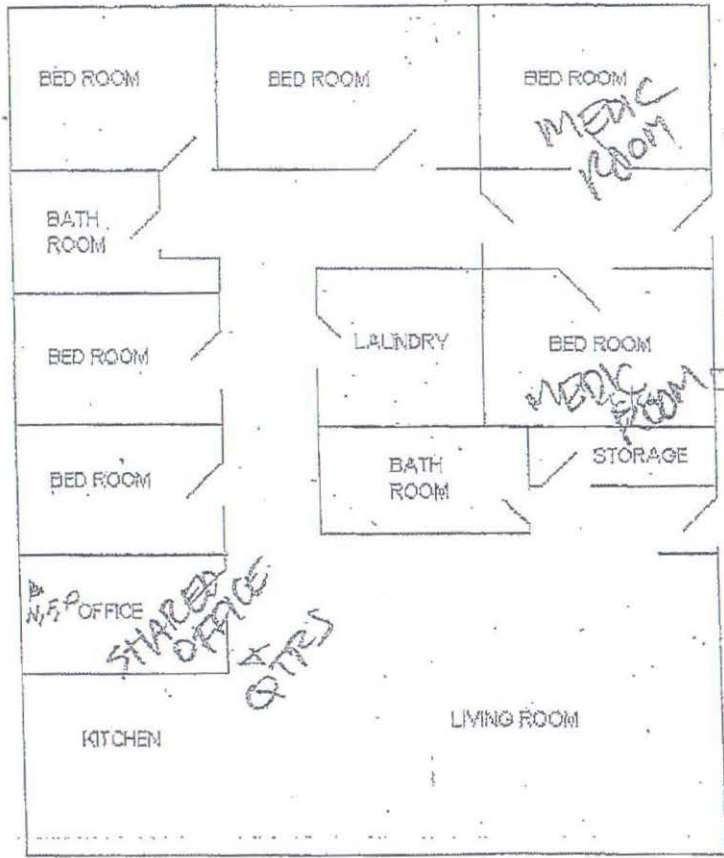 BED ROOM
BED ROOM
BED ROOM
MEDIC
ROOM
BATH
ROOM
BED ROOM
LAUNDRY
BED ROOM
MEDIC
ROOM
BED ROOM
BATH
ROOM
STORAGE
OFFICE
SHARED
OFFICE
QTRS
KITCHEN
LIVING ROOM